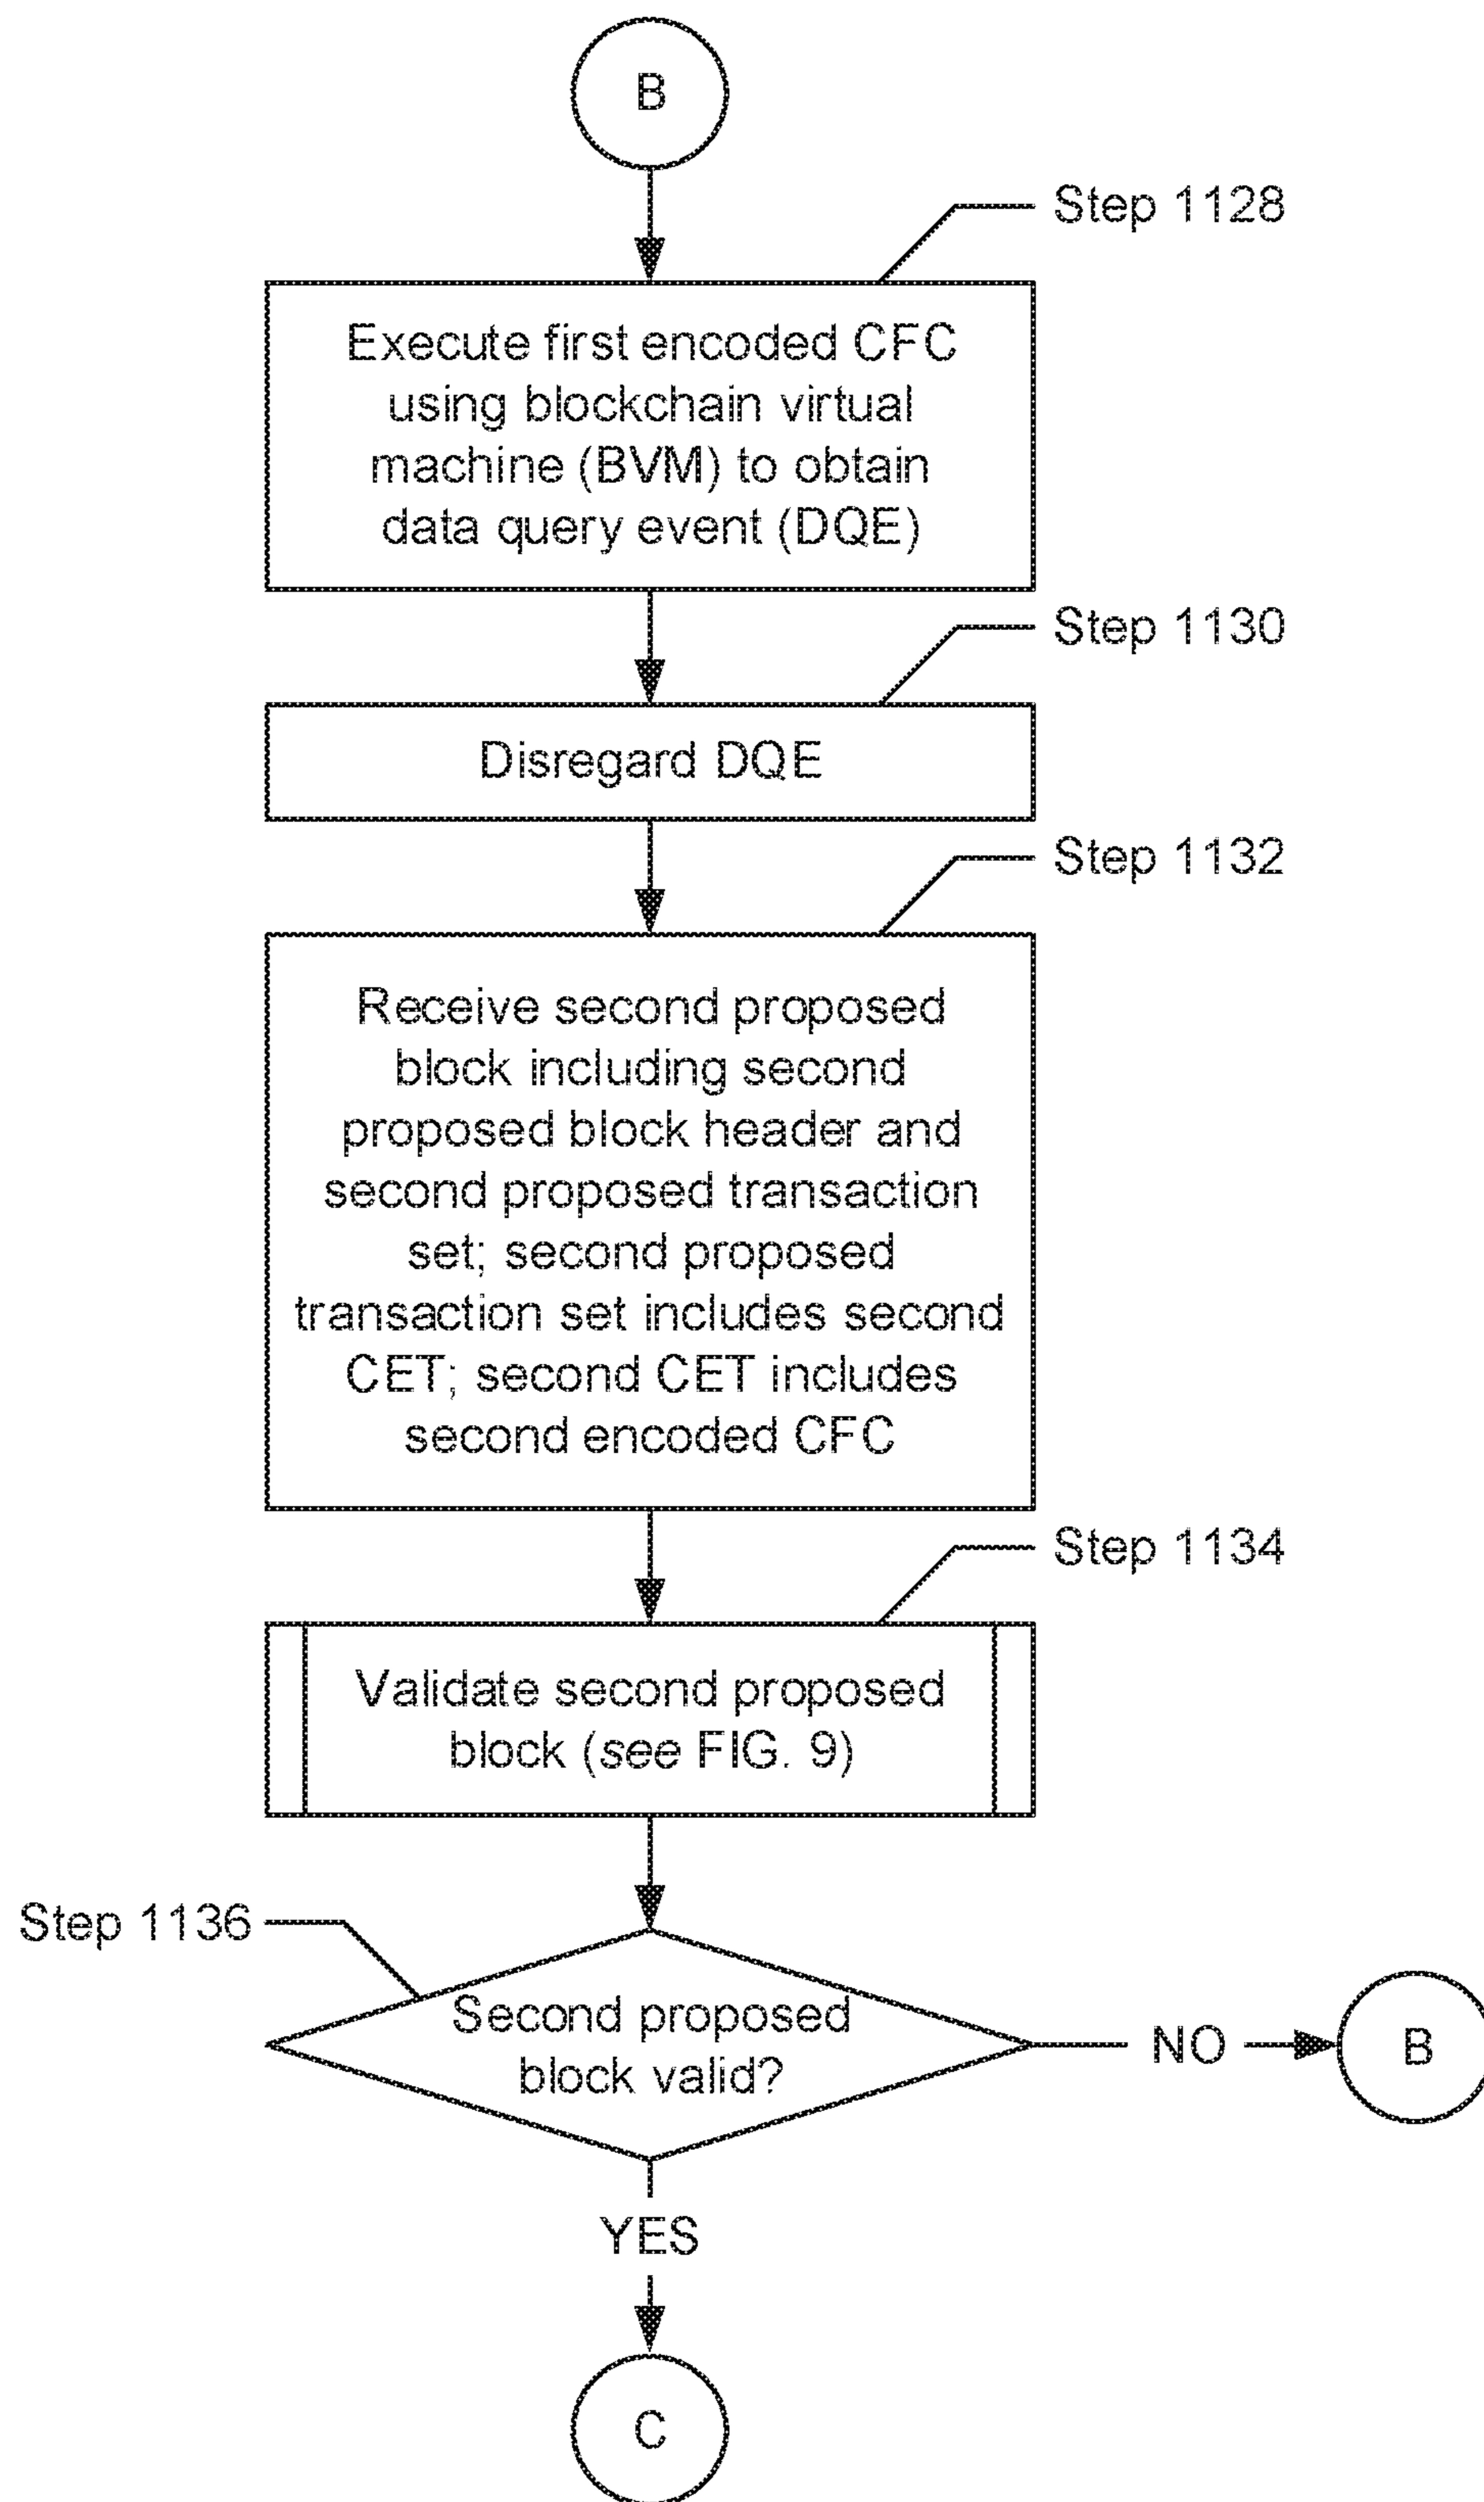 B
Step 1128
Execute first encoded CFC
using blockchain virtual
machine (BVM) to obtain
data query event (DQE)
Step 1130
Disregard DQE
Step 1132
Receive second proposed
block including second
proposed block header and
second proposed transaction
set; second proposed
transaction set includes second
CET; second CET includes
second encoded CFC
Step 1134
Validate second proposed
block (see FIG. 9)
Step 1136
Second proposed
block valid?
NO
B
YES
C